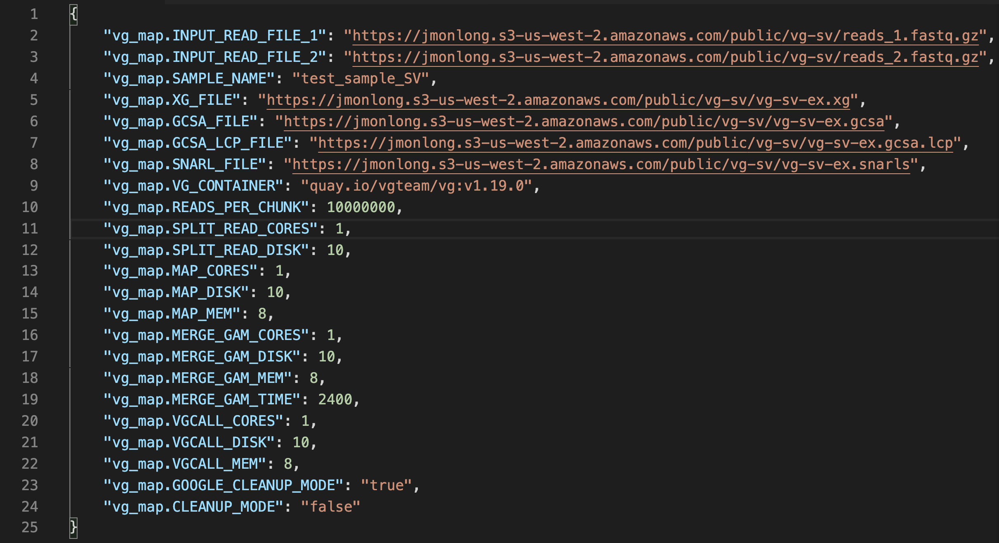 1 {
2 "vg_map.INPUT_READ_FILE_1": "https://jmonlong.s3-us-west-2.amazonaws.com/public/vg-sv/reads_1.fastq.gz",
3 "vg_map.INPUT_READ_FILE_2": "https://jmonlong.s3-us-west-2.amazonaws.com/public/vg-sv/reads_2.fastq.gz",
4 "vg_map.SAMPLE_NAME": "test_sample_SV",
5 "vg_map.XG_FILE": "https://jmonlong.s3-us-west-2.amazonaws.com/public/vg-sv/vg-sv-ex.xg",
6 "vg_map.GCSA_FILE": "https://jmonlong.s3-us-west-2.amazonaws.com/public/vg-sv/vg-sv-ex.gcsa",
7 "vg_map.GCSA_LCP_FILE": "https://jmonlong.s3-us-west-2.amazonaws.com/public/vg-sv/vg-sv-ex.gcsa.lcp",
8 "vg_map.SNARL_FILE": "https://jmonlong.s3-us-west-2.amazonaws.com/public/vg-sv/vg-sv-ex.snarls",
9 "vg_map.VG_CONTAINER": "quay.io/vgteam/vg:v1.19.0",
10 "vg_map.READS_PER_CHUNK": 10000000,
11 "vg_map.SPLIT_READ_CORES": 1,
12 "vg_map.SPLIT_READ_DISK": 10,
13 "vg_map.MAP_CORES": 1,
14 "vg_map.MAP_DISK": 10,
15 "vg_map.MAP_MEM": 8,
16 "vg_map.MERGE_GAM_CORES": 1,
17 "vg_map.MERGE_GAM_DISK": 10,
18 "vg_map.MERGE_GAM_MEM": 8,
19 "vg_map.MERGE_GAM_TIME": 2400,
20 "vg_map.VGCALL_CORES": 1,
21 "vg_map.VGCALL_DISK": 10,
22 "vg_map.VGCALL_MEM": 8,
23 "vg_map.GOOGLE_CLEANUP_MODE": "true",
24 "vg_map.CLEANUP_MODE": "false"
25 }